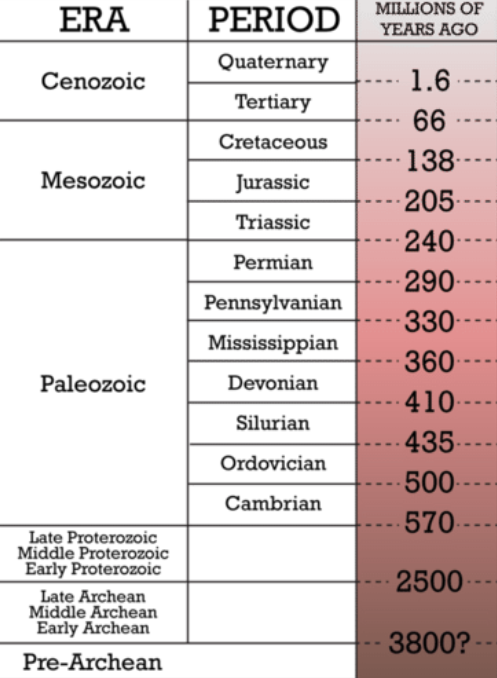 ERA PERIOD MILLIONS OF
YEARS AGO
Cenozoic
Quaternary
1.6
Tertiary
66
Mesozoic
Cretaceous
138
Jurassic
205
Triassic
240
Paleozoic
Permian
290
Pennsylvanian
330
Mississippian
360
Devonian
410
Silurian
435
Ordovician
500
Cambrian
570
Late Proterozoic
Middle Proterozoic
Early Proterozoic
2500
Late Archean
Middle Archean
Early Archean
3800?
Pre-Archean